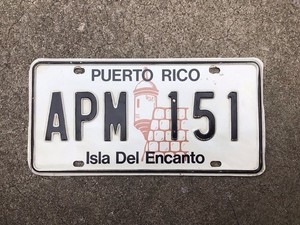 PUERTO RICO
APM 151
Isla Del Encanto